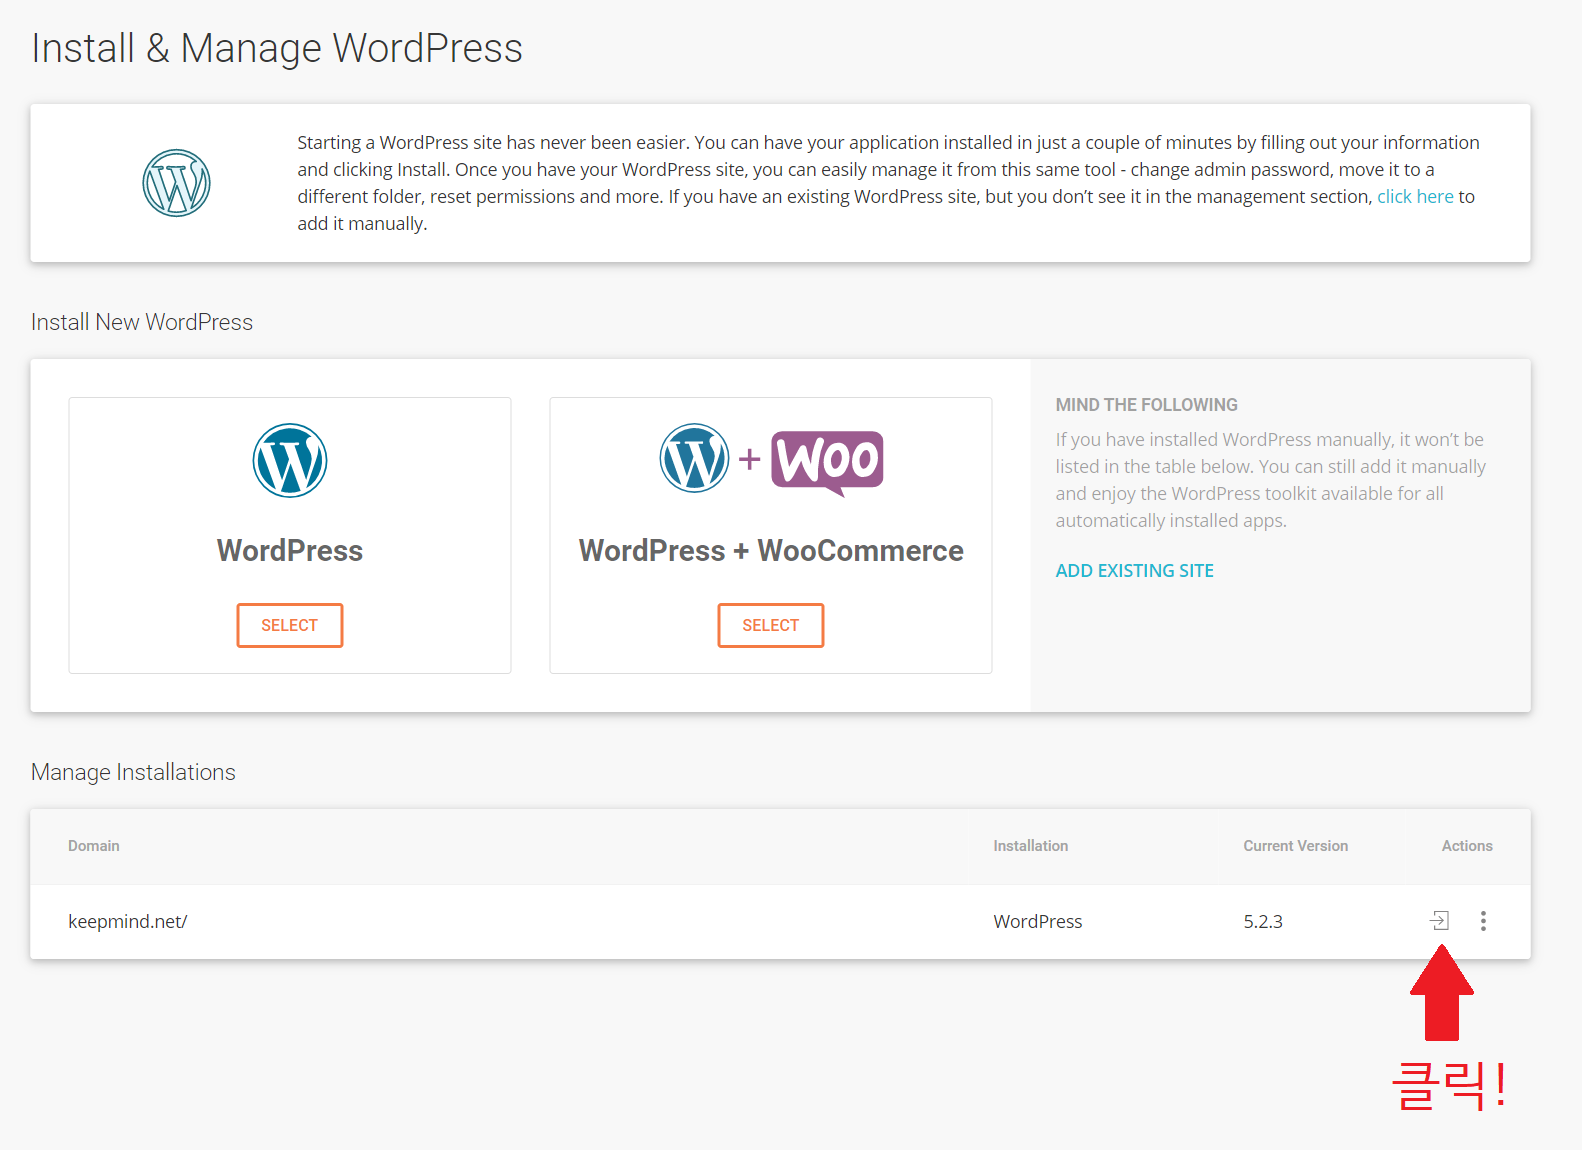 Install & Manage WordPress
Starting a WordPress site has never been easier. You can have your application installed in just a couple of minutes by filling out your information
and clicking Install. Once you have your WordPress site, you can easily manage it from this same tool - change admin password, move it to a
different folder, reset permissions and more. If you have an existing WordPress site, but you don’t see it in the management section, click here to
add it manually.
Install New WordPress
WordPress
SELECT
+ WOO
WordPress + WooCommerce
SELECT
MIND THE FOLLOWING
If you have installed WordPress manually, it won’t be
listed in the table below. You can still add it manually
and enjoy the WordPress toolkit available for all
automatically installed apps.
ADD EXISTING SITE
Manage Installations
Domain Installation Current Version Actions
keepmind.net/ WordPress 5.2.3
클릭!